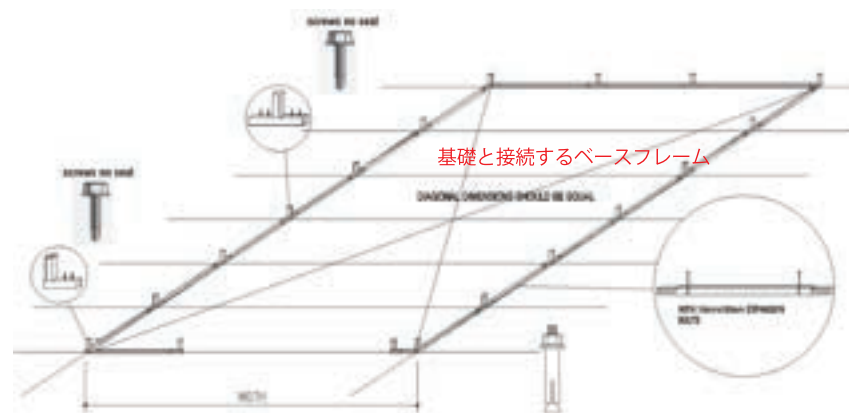 screws no seal
screws no seal
基礎と接続するベースフレーム
DIAGONAL DIMENSIONS SHOULD BE EQUAL
WIDTH